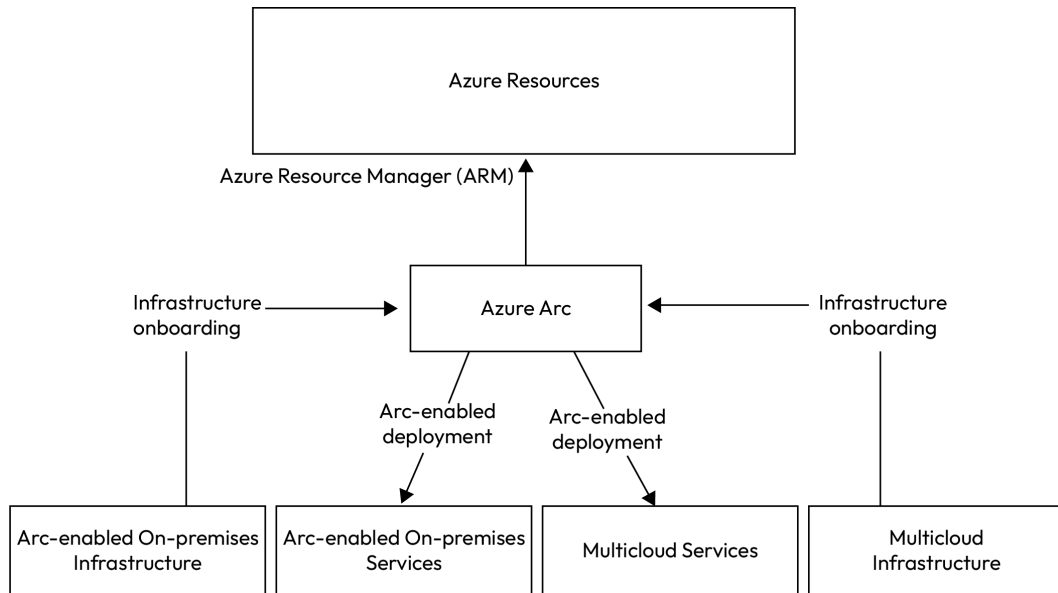 Azure Resources
Azure Resource Manager (ARM)
Infrastructure
onboarding
Azure Arc
Infrastructure
onboarding
Arc-enabled
deployment
Arc-enabled
deployment
Arc-enabled On-premises
Infrastructure
Arc-enabled On-premises
Services
Multicloud Services
Multicloud
Infrastructure